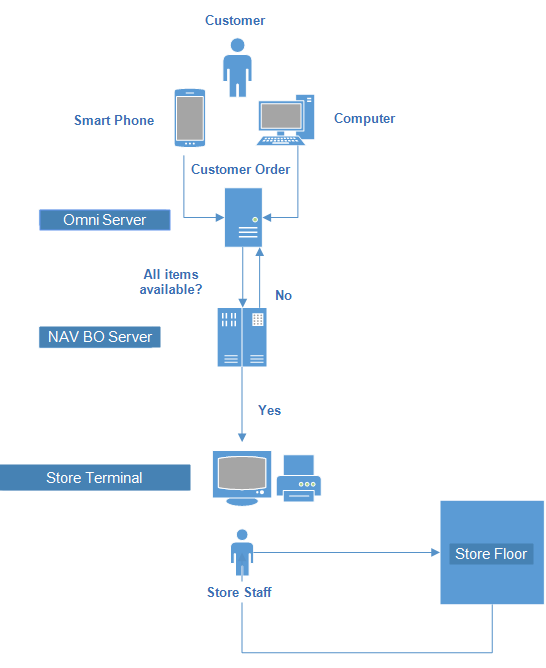 Customer
Smart Phone
Computer
Customer Order
Omni Server
All items
available?
No
NAV BO Server
Yes
Store Terminal
Store Floor
Store Staff